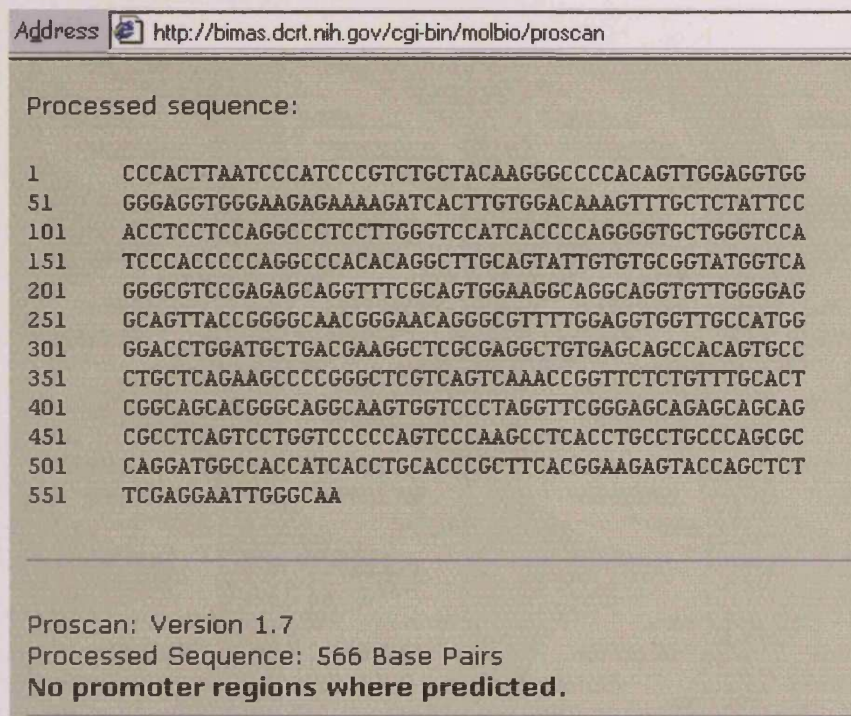 Address http://bimas.dcrt.nih.gov/cgi-bin/molbio/proscan
Processed sequence:
1 CCCACTTAATCCCATCCCGTCTGCTACAAGGGCCCCACAGTTGGAGGTGG
51 GGGAGGTGGGAAGAGAAAAGATCACTTGTGGACAAAGTTTGCTCTATTCC
101 ACCTCCTCCAGGCCCTCCTTGGGTCCATCACCCCAGGGGTGCTGGGTCCA
151 TCCCACCCCCAGGCCCACACAGGCTTGCAGTATTGTGTGCGGTATGGTCA
201 GGGCGTCCGAGAGCAGGTTTCGCAGTGGAAGGCAGGCAGGTGTTGGGGAG
251 GCAGTTACCGGGGCAACGGGAACAGGGCGTTTTGGAGGTGGTTGCCATGG
301 GGACCTGGATGCTGACGAAGGCTCGCGAGGCTGTGAGCAGCCACAGTGCC
351 CTGCTCAGAAGCCCCGGGCTCGTCAGTCAAACCGGTTCTCTGTTTGCACT
401 CGGCAGCACGGGCAGGCAAGTGGTCCCTAGGTTCGGGAGCAGAGCAGCAG
451 CGCCTCAGTCCTGGTCCCCCAGTCCCAAGCCTCACCTGCCTGCCCAGCGC
501 CAGGATGGCCACCATCACCTGCACCCGCTTCACGGAAGAGTACCAGCTCT
551 TCGAGGAATTGGGCAA
Proscan: Version 1.7
Processed Sequence: 566 Base Pairs
No promoter regions where predicted.